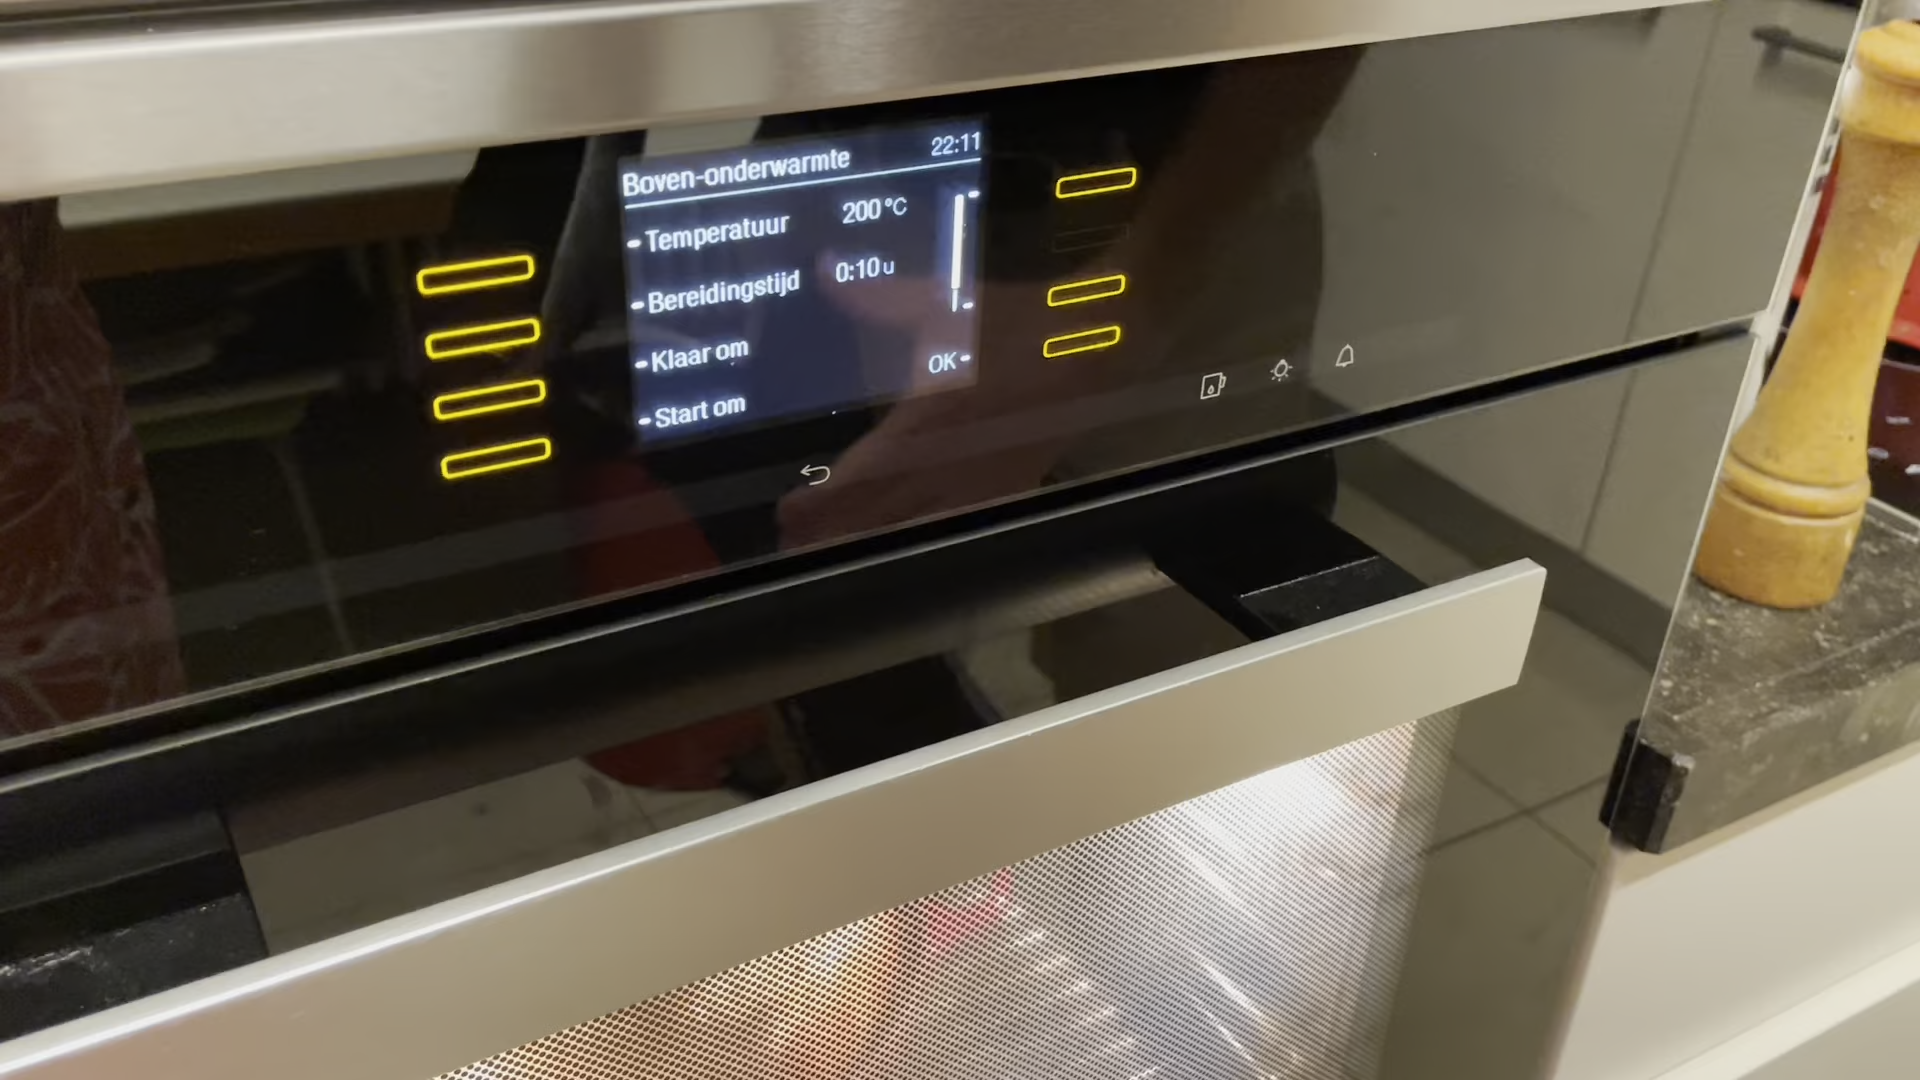 Boven-onderwarmte 22:11
Temperatuur 200 °C
Bereidingstijd 0:10 u
Klaar om
OK
Start om